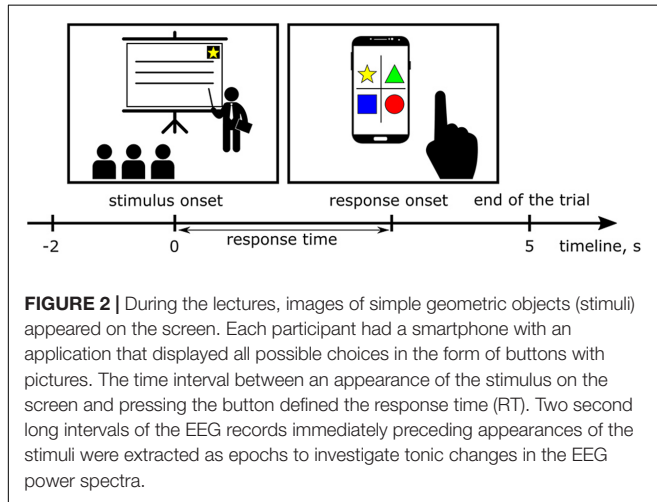 stimulus onset response onset end of the trial
-2 0 response time 5 timeline, s
FIGURE 2 | During the lectures, images of simple geometric objects (stimuli)
appeared on the screen. Each participant had a smartphone with an
application that displayed all possible choices in the form of buttons with
pictures. The time interval between an appearance of the stimulus on the
screen and pressing the button defined the response time (RT). Two second
long intervals of the EEG records immediately preceding appearances of the
stimuli were extracted as epochs to investigate tonic changes in the EEG
power spectra.